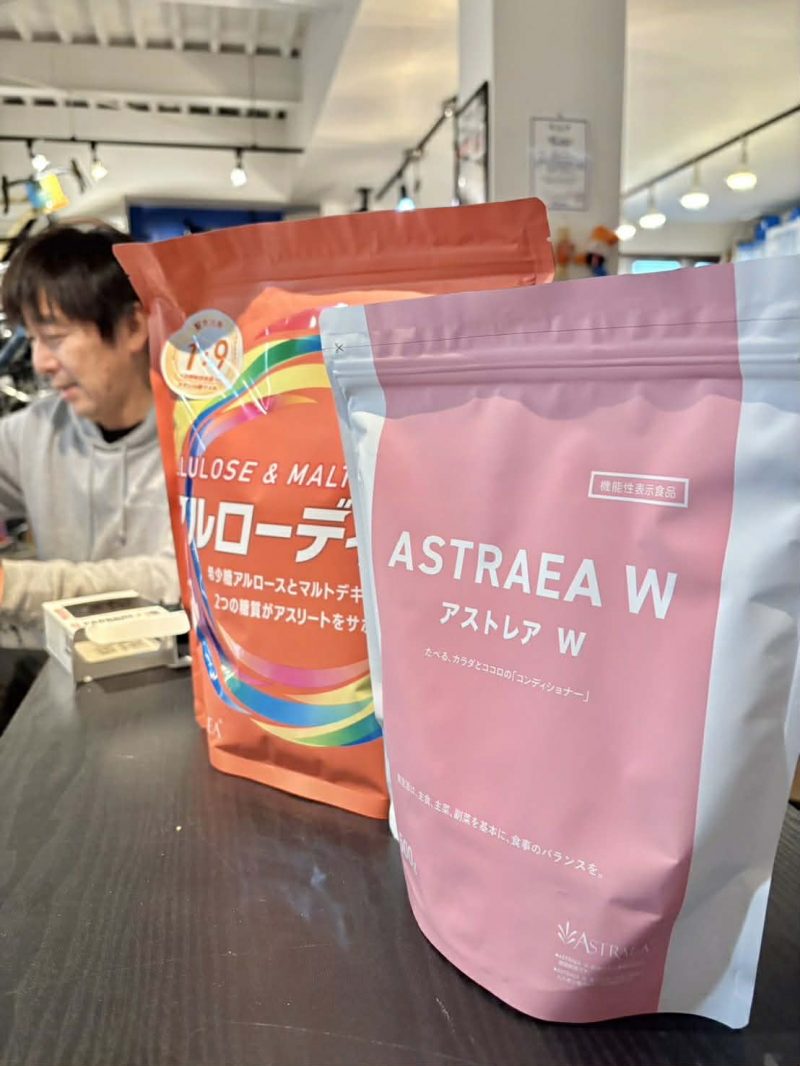 1:9
LULOSE & MALT
ルローディ
希少糖アルロースとマルトデキ
2つの糖質がアスリートをサポ
機能性表示食品
ASTRAEA W
アストレア W
たべる、カラダとココロの「コンディショナー」
食生活は、主食、主菜、副菜を基本に、食事のバランスを。
ASTRAEA